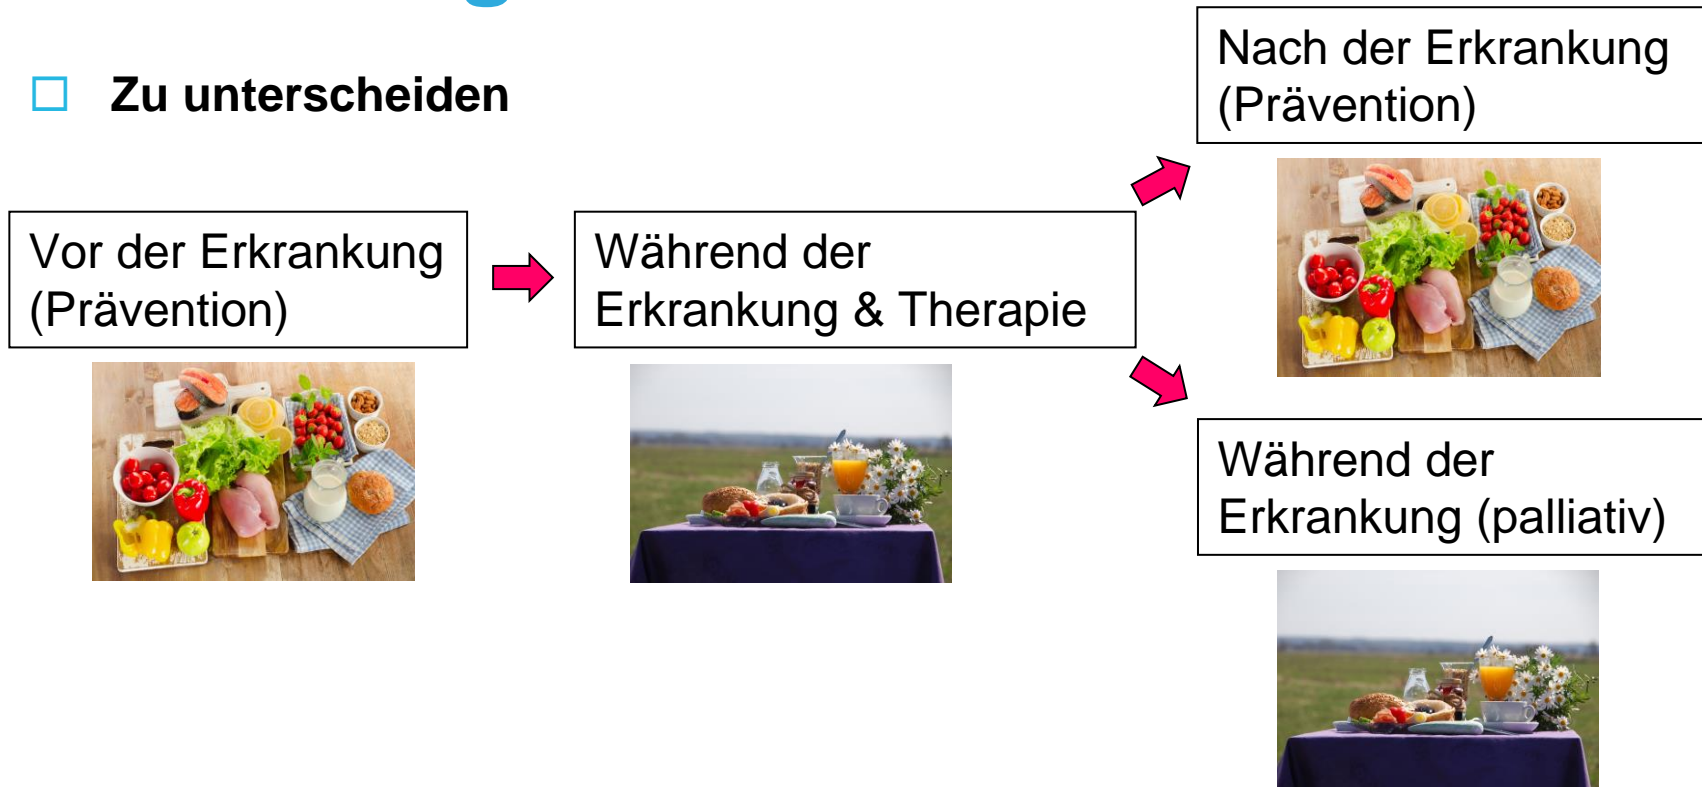 Zu unterscheiden
Vor der Erkrankung
(Prävention)
Während der
Erkrankung & Therapie
Nach der Erkrankung
(Prävention)
Während der
Erkrankung (palliativ)